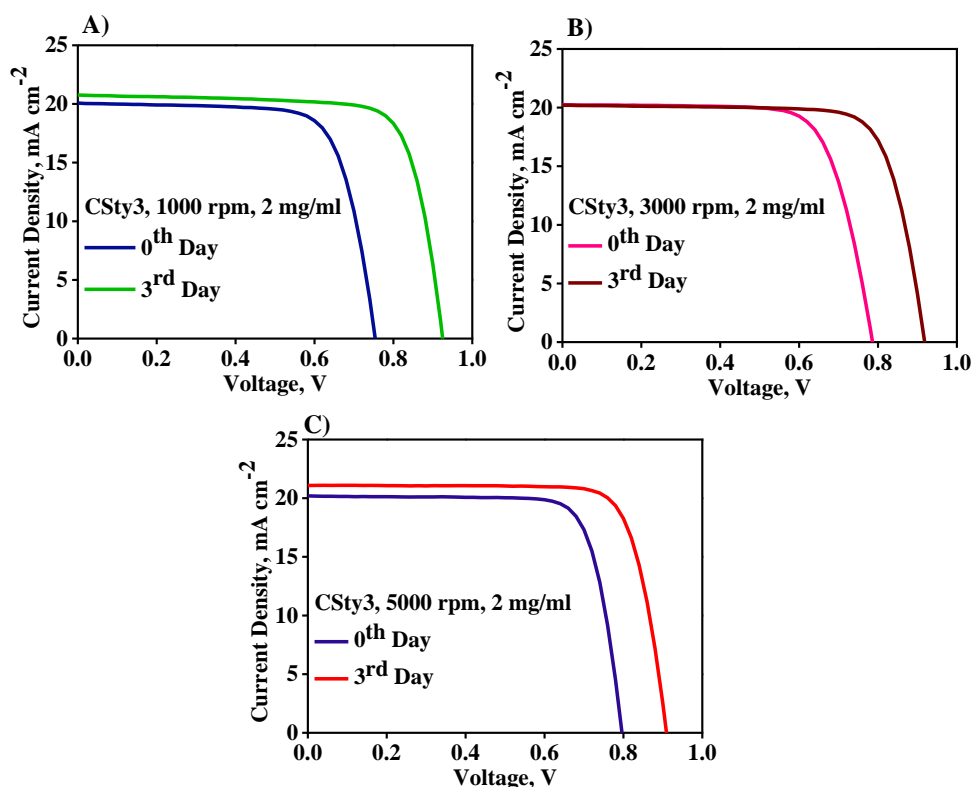 A)
25
20
15
10
5
0
Current Density, mA cm-2
CSty3, 1000 rpm, 2 mg/ml
0th Day
3rd Day
0.0 0.2 0.4 0.6 0.8 1.0
Voltage, V
B)
25
20
15
10
5
0
Current Density, mA cm-2
CSty3, 3000 rpm, 2 mg/ml
0th Day
3rd Day
0.0 0.2 0.4 0.6 0.8 1.0
Voltage, V
C)
25
20
15
10
5
0
Current Density, mA cm-2
CSty3, 5000 rpm, 2 mg/ml
0th Day
3rd Day
0.0 0.2 0.4 0.6 0.8 1.0
Voltage, V